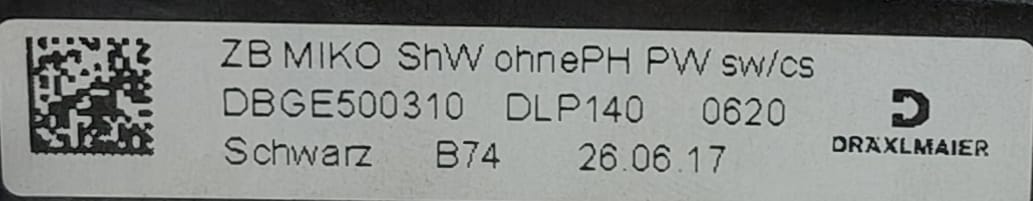 ZB MIKO ShW ohnePH PW sw/cs
DBGE500310 DLP140 0620
Schwarz B74 26.06.17
DRÄXLMAIER